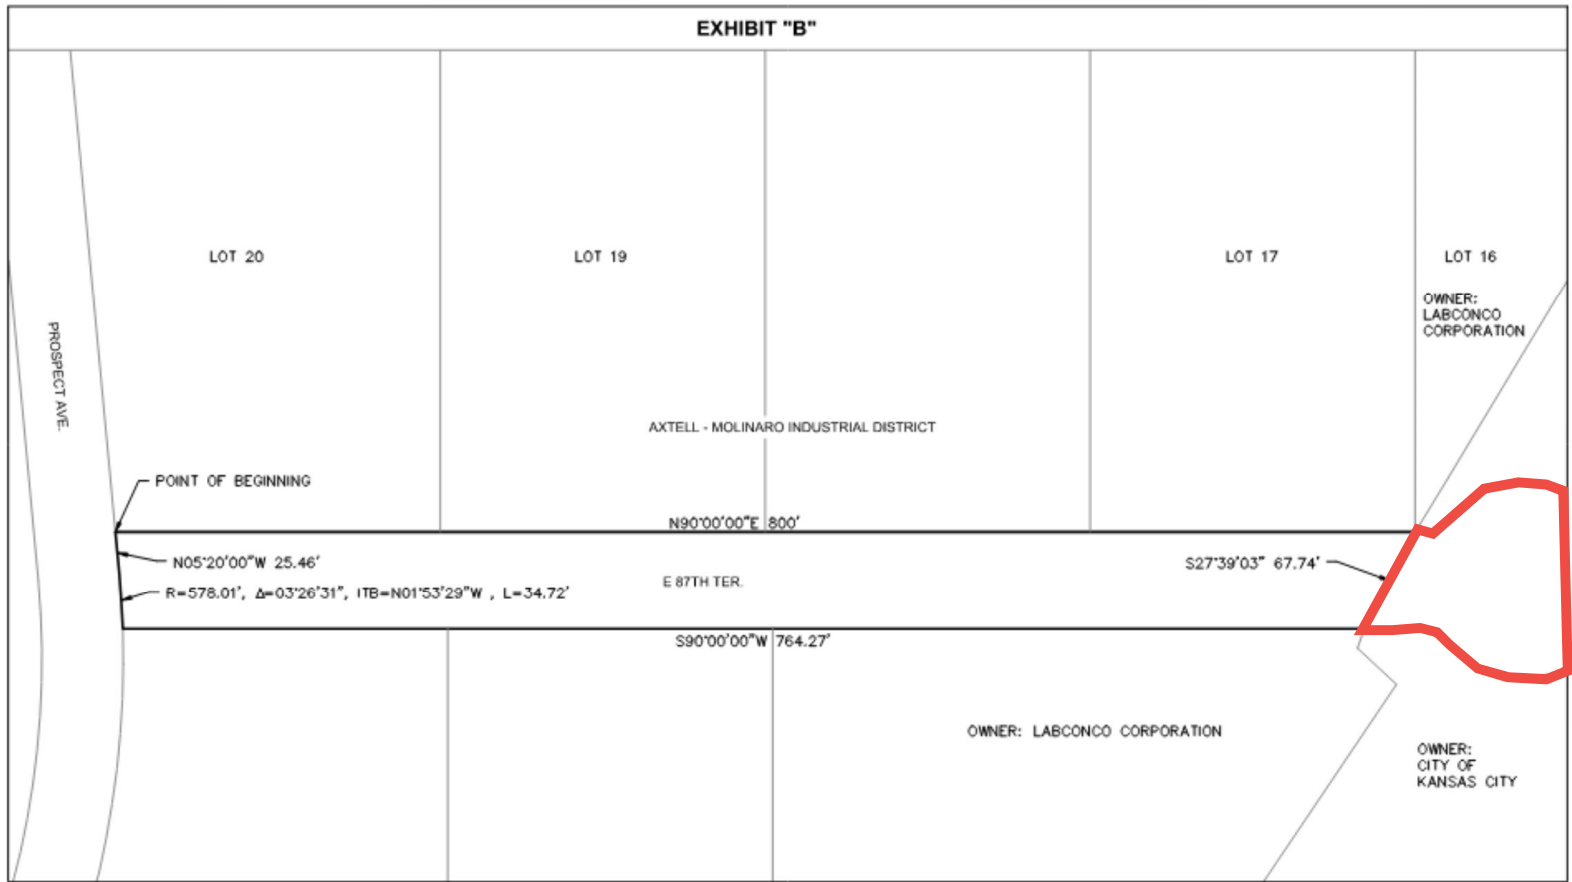 EXHIBIT "B"
LOT 20
LOT 19
LOT 17
LOT 16
OWNER:
LABCONCO
CORPORATION
PROSPECT AVE.
AXTELL - MOLINARO INDUSTRIAL DISTRICT
POINT OF BEGINNING
N90°00'00"E 800'
N05°20'00"W 25.46'
S27°39'03" 67.74'
E 87TH TER.
R=578.01', Δ=03°26'31", ITB=N01°53'29"W , L=34.72'
S90°00'00"W 764.27'
OWNER: LABCONCO CORPORATION
OWNER:
CITY OF
KANSAS CITY